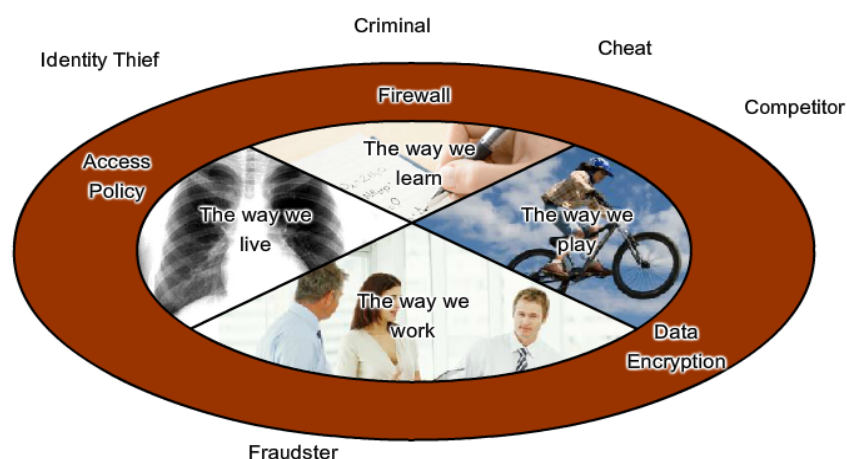 Criminal
Identity Thief
Cheat
Competitor
Firewall
Access
Policy
The way we
learn
The way we
live
The way we
play
The way we
work
Data
Encryption
Fraudster